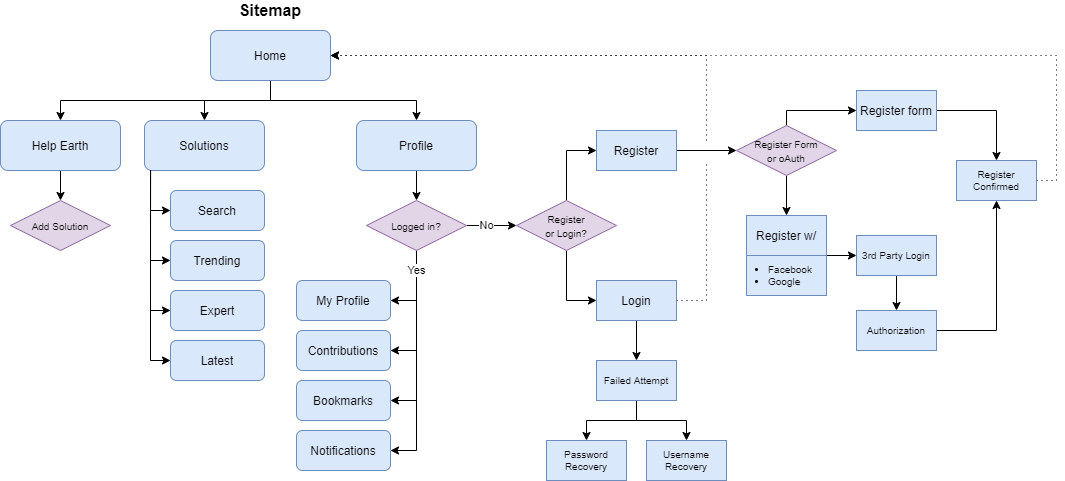 Sitemap
Home
Help Earth
Solutions
Profile
Register
Register Form
or oAuth
Register form
Register
Confirmed
Add Solution
Search
Trending
Expert
Latest
Logged in?
No
Register
or Login?
Yes
My Profile
Contributions
Bookmarks
Notifications
Login
Failed Attempt
Password
Recovery
Username
Recovery
Register w/
• Facebook
• Google
3rd Party Login
Authorization